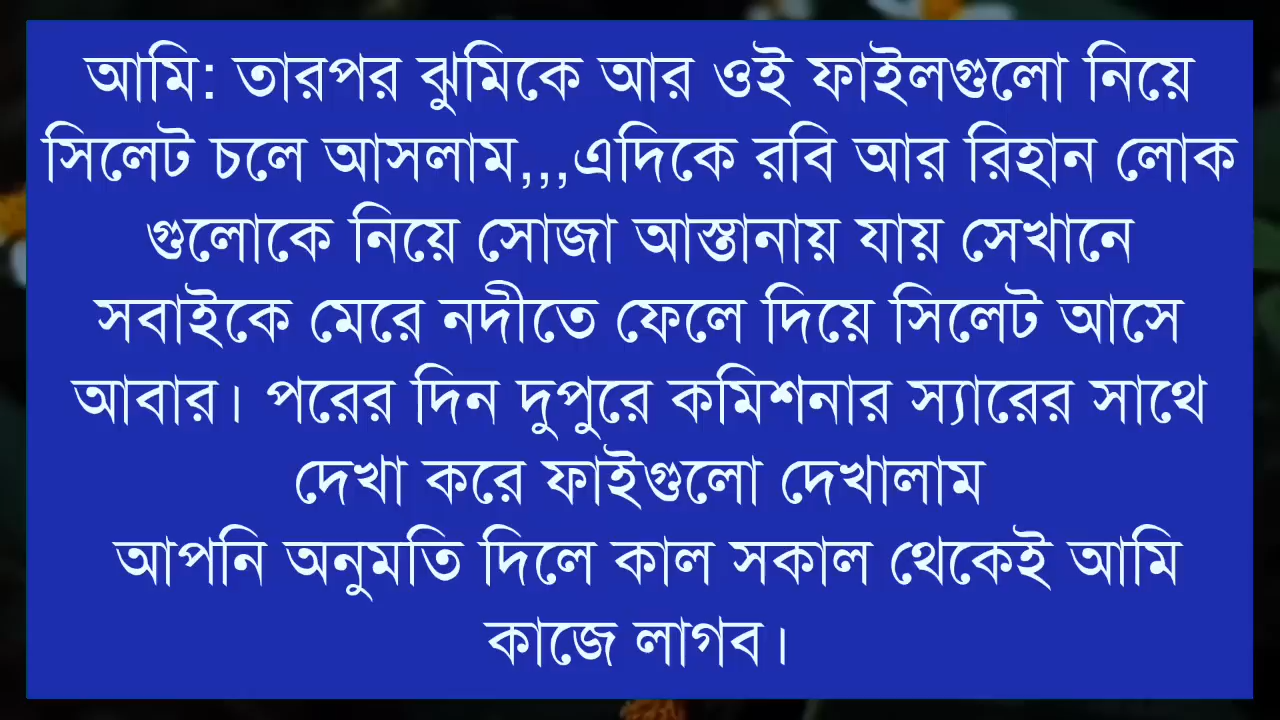 আমি: তারপর ঝুমিকে আর ওই ফাইলগুলো নিয়ে
সিলেট চলে আসলাম,,,এদিকে রবি আর রিহান লোক
গুলোকে নিয়ে সোজা আস্তানায় যায় সেখানে
সবাইকে মেরে নদীতে ফেলে দিয়ে সিলেট আসে
আবার। পরের দিন দুপুরে কমিশনার স্যারের সাথে
দেখা করে ফাইগুলো দেখালাম
আপনি অনুমতি দিলে কাল সকাল থেকেই আমি
কাজে লাগব।